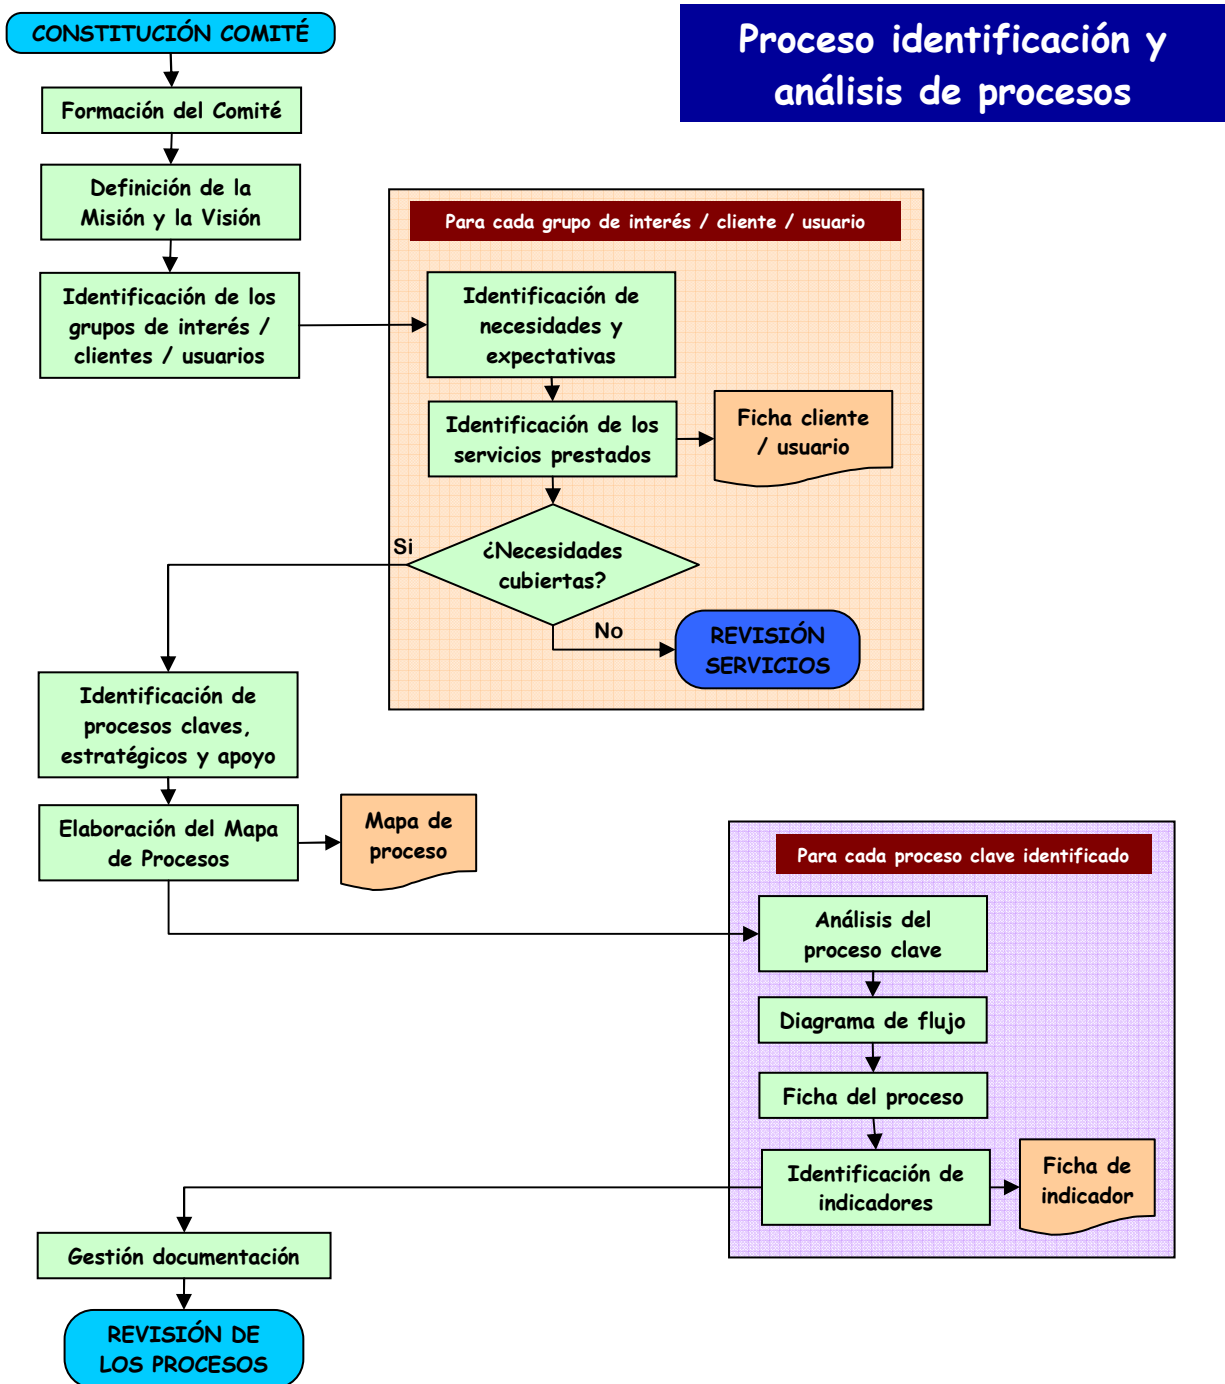 CONSTITUCIÓN COMITÉ
Proceso identificación y
análisis de procesos
Formación del Comité
Definición de la
Misión y la Visión
Identificación de los
grupos de interés /
clientes / usuarios
Para cada grupo de interés / cliente / usuario
Identificación de
necesidades y
expectativas
Identificación de los
servicios prestados
Ficha cliente
/ usuario
¿Necesidades
cubiertas?
Si
No
REVISIÓN
SERVICIOS
Identificación de
procesos claves,
estratégicos y apoyo
Elaboración del Mapa
de Procesos
Mapa de
proceso
Para cada proceso clave identificado
Análisis del
proceso clave
Diagrama de flujo
Ficha del proceso
Identificación de
indicadores
Ficha de
indicador
Gestión documentación
REVISIÓN DE
LOS PROCESOS